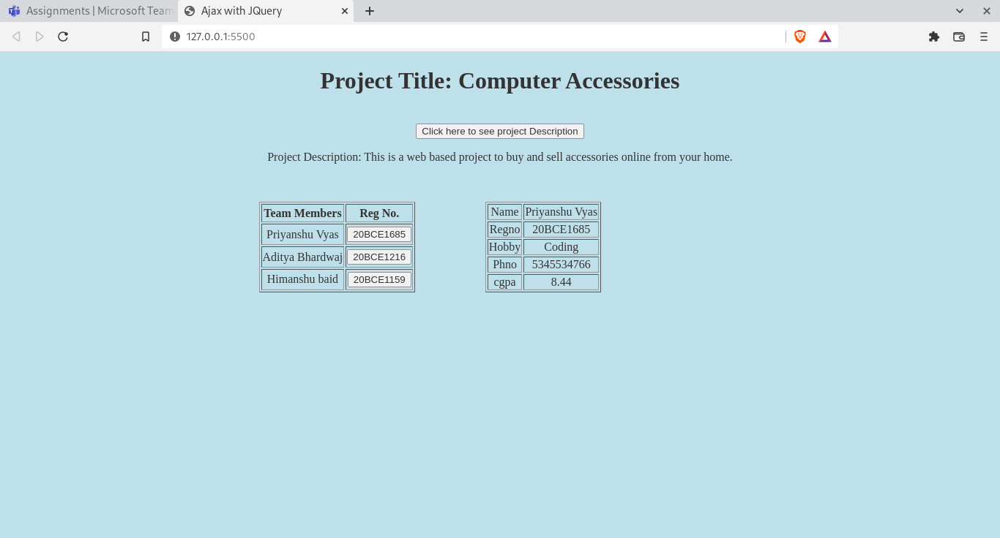 Assignments | Microsoft Team
Ajax with JQuery
127.0.0.1:5500
Project Title: Computer Accessories
Click here to see project Description
Project Description: This is a web based project to buy and sell accessories online from your home.
Team Members Reg No.
Priyanshu Vyas 20BCE1685
Aditya Bhardwaj 20BCE1216
Himanshu baid 20BCE1159
Name Priyanshu Vyas
Regno 20BCE1685
Hobby Coding
Phno 5345534766
cgpa 8.44